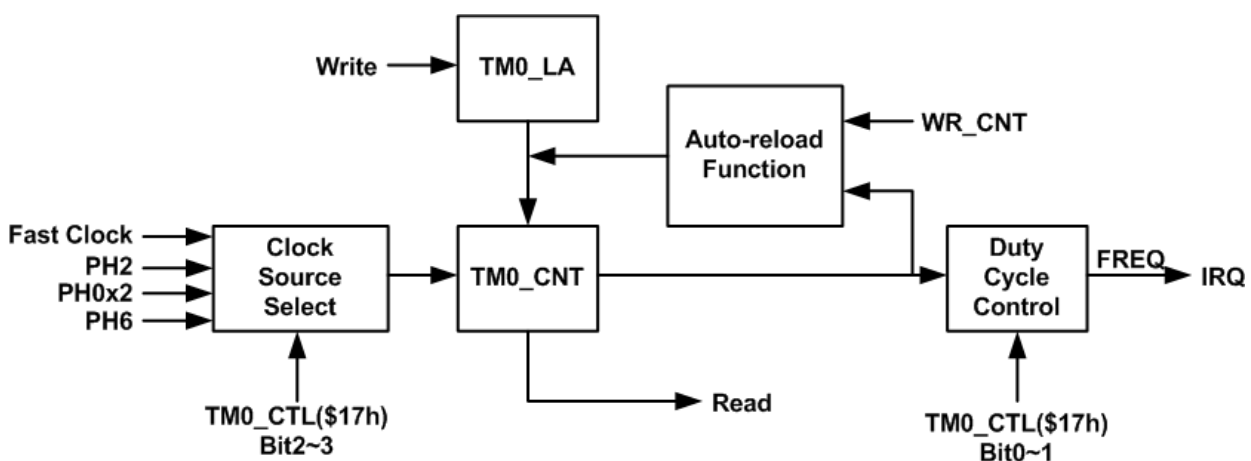 Write
TM0_LA
Auto-reload
Function
WR_CNT
Fast Clock
PH2
PH0x2
PH6
Clock
Source
Select
TM0_CNT
Duty
Cycle
Control
FREQ
IRQ
Read
TM0_CTL($17h)
Bit2~3
TM0_CTL($17h)
Bit0~1